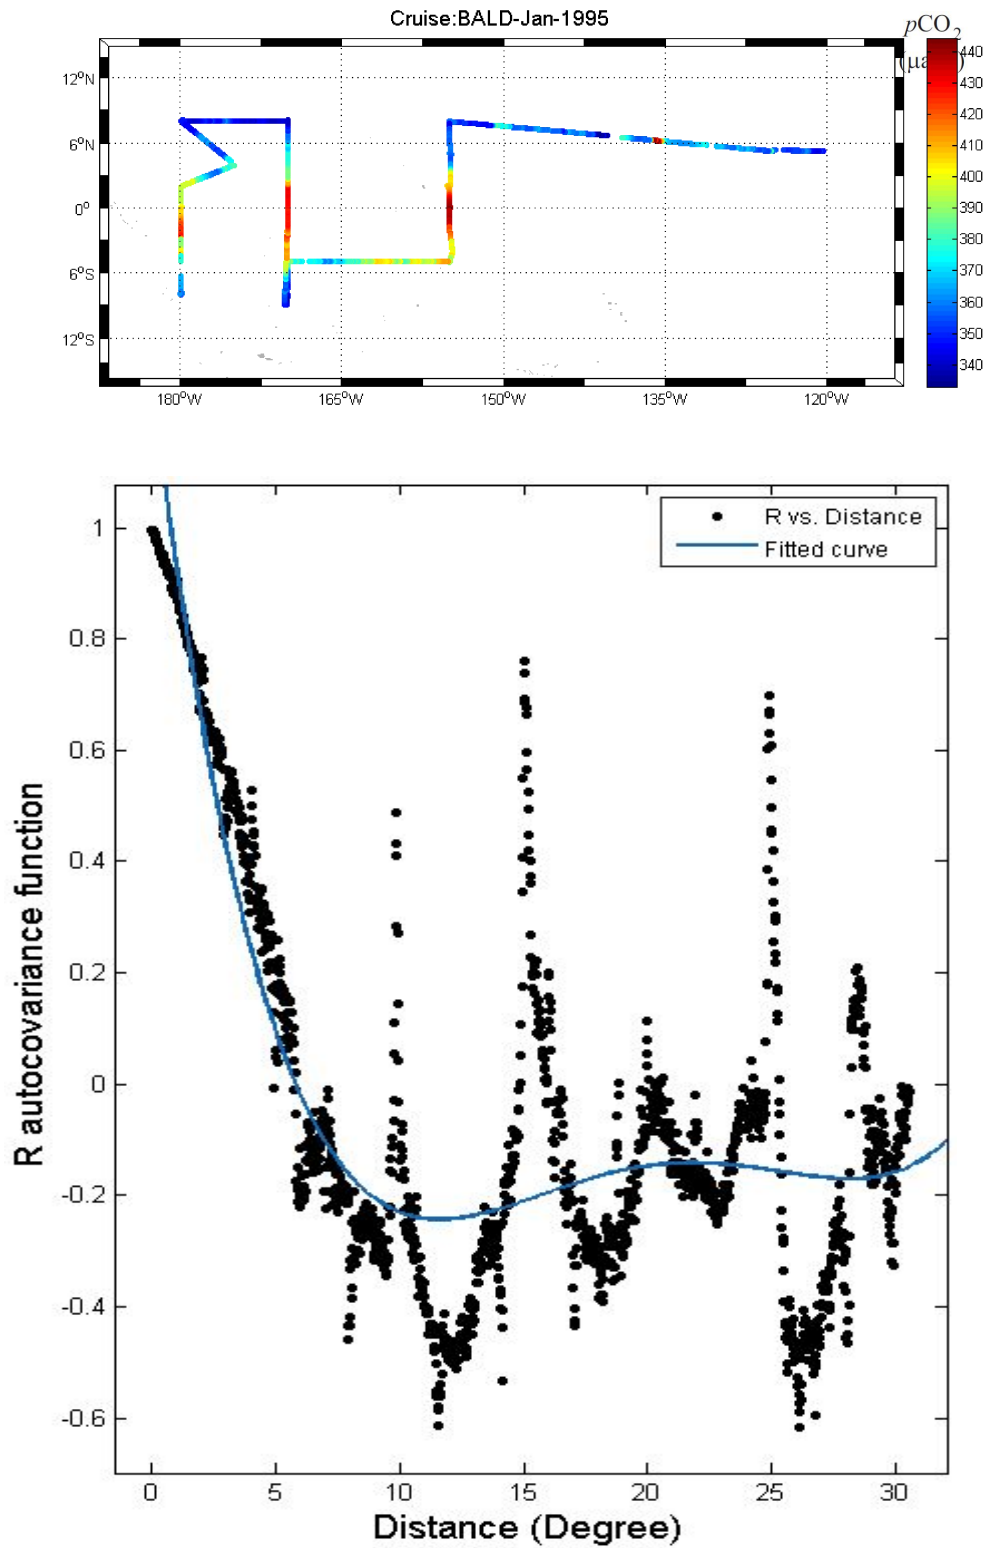 Cruise:BALD-Jan-1995
pCO₂
440
430
420
410
400
390
380
370
360
350
340
12°N
6°N
0°
6°S
12°S
180°W 165°W 150°W 135°W 120°W
R vs. Distance
Fitted curve
R autocovariance function
1
0.8
0.6
0.4
0.2
0
-0.2
-0.4
-0.6
0 5 10 15 20 25 30
Distance (Degree)